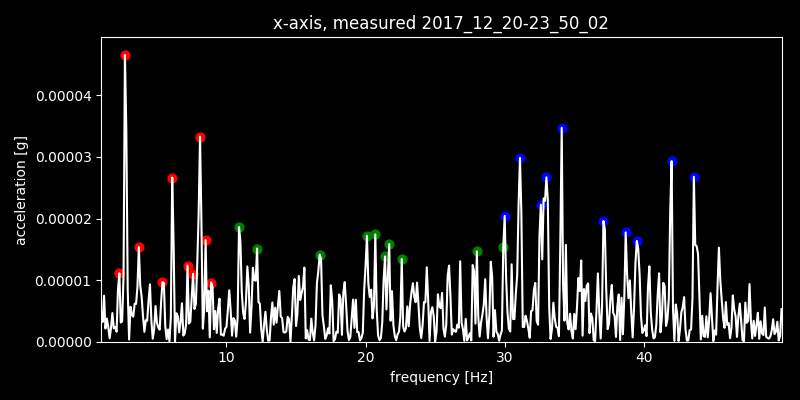 x-axis, measured 2017_12_20-23_50_02
acceleration [g]
0.00004
0.00003
0.00002
0.00001
0.00000
10 20 30 40
frequency [Hz]